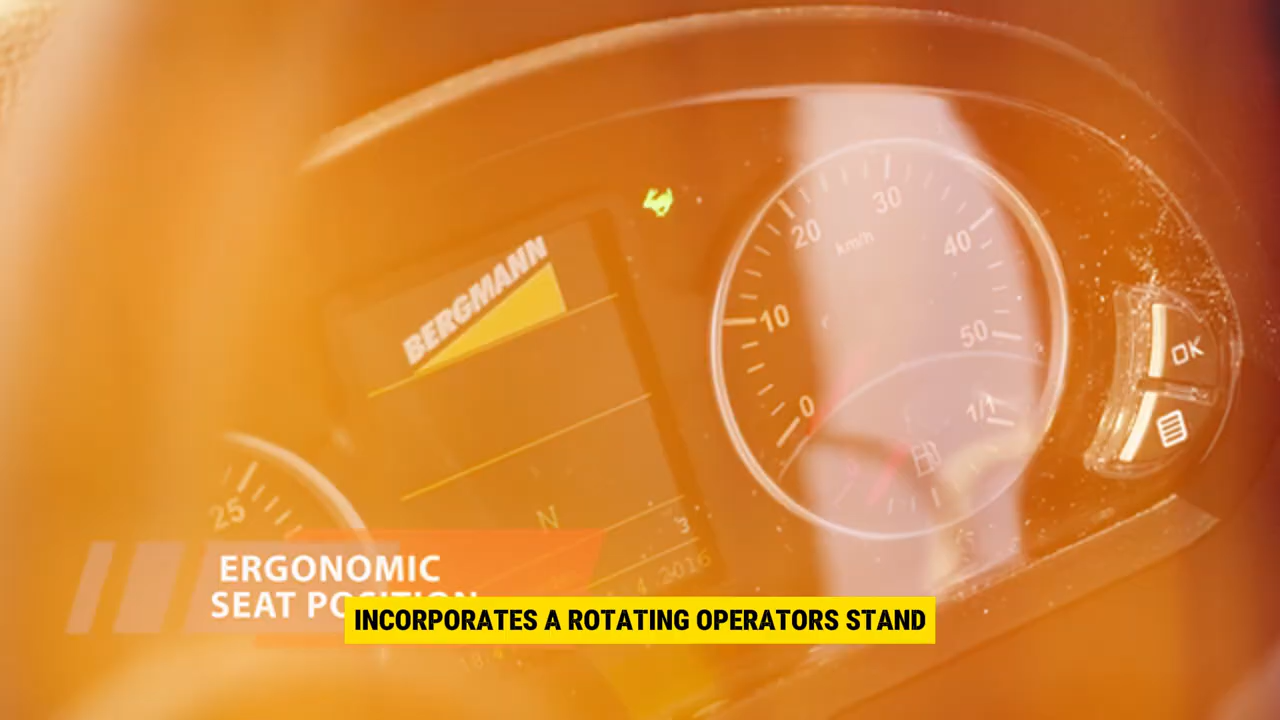 BERGMANN
20
30
km/h
40
10
50
0
1/1
OK
25
N
3
4.2016
ERGONOMIC
SEAT POSITION
INCORPORATES A ROTATING OPERATORS STAND